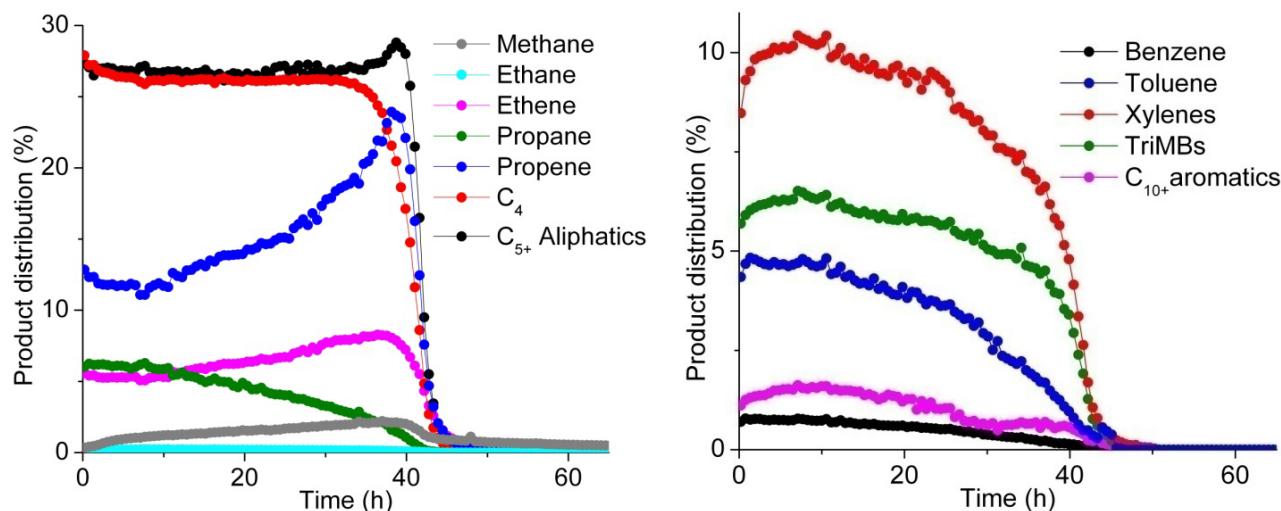 30
20
10
0
Product distribution (%)
0
20
40
60
Time (h)
Methane
Ethane
Ethene
Propane
Propene
C₄
C₅₊ Aliphatics
10
5
0
Product distribution (%)
0
20
40
60
Time (h)
Benzene
Toluene
Xylenes
TriMBs
C₁₀₊aromatics